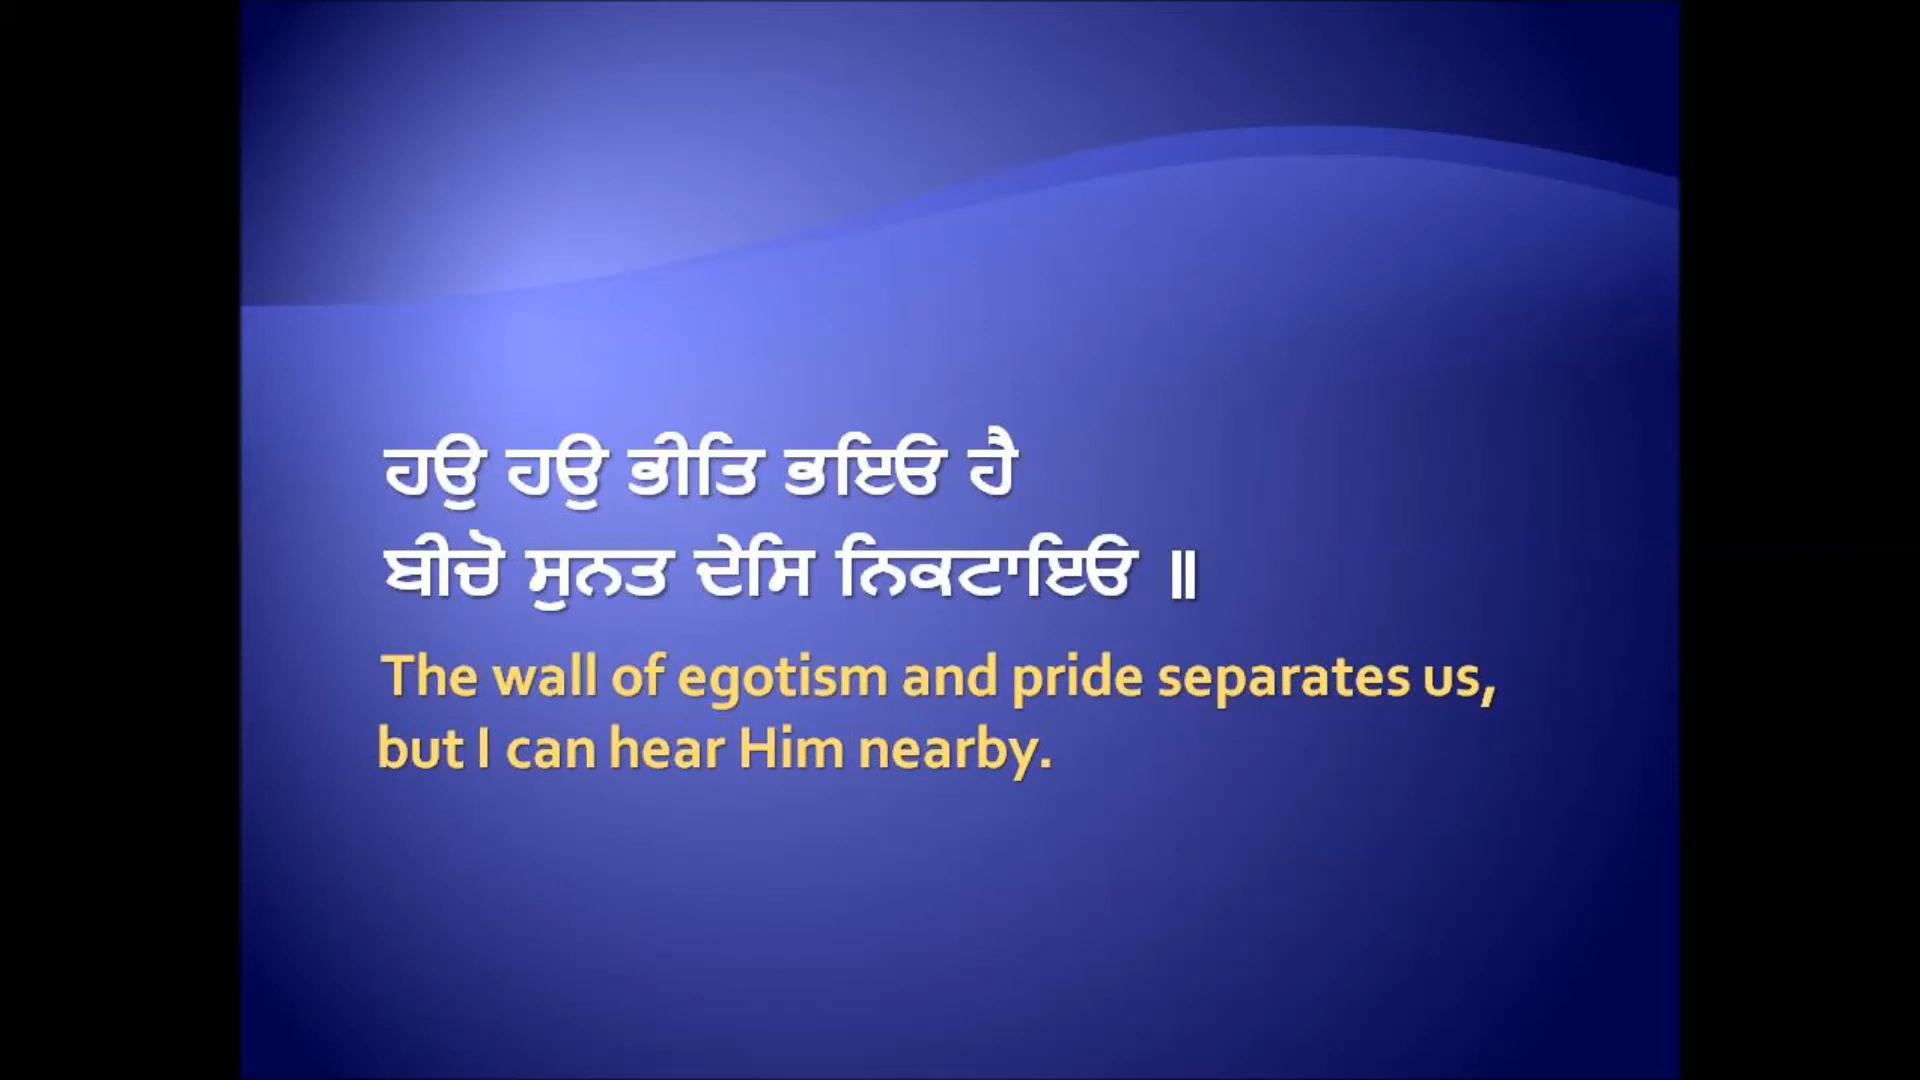 ਹਉ ਹਉ ਭੀਤਿ ਭਇਓ ਹੈ
ਬੀਚੋ ਸੁਨਤ ਦੇਸਿ ਨਿਕਟਾਇਓ ॥
The wall of egotism and pride separates us,
but I can hear Him nearby.